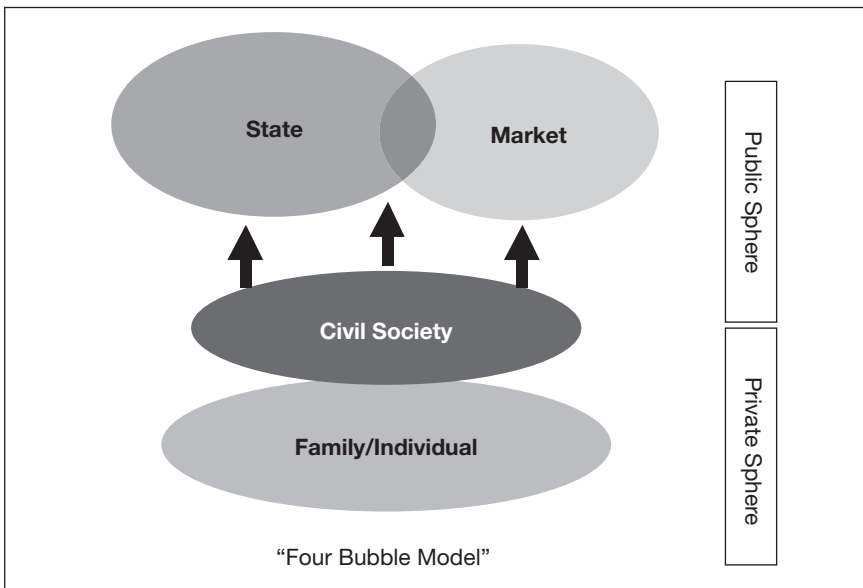 State
Market
Public Sphere
Civil Society
Private Sphere
Family/Individual
“Four Bubble Model”